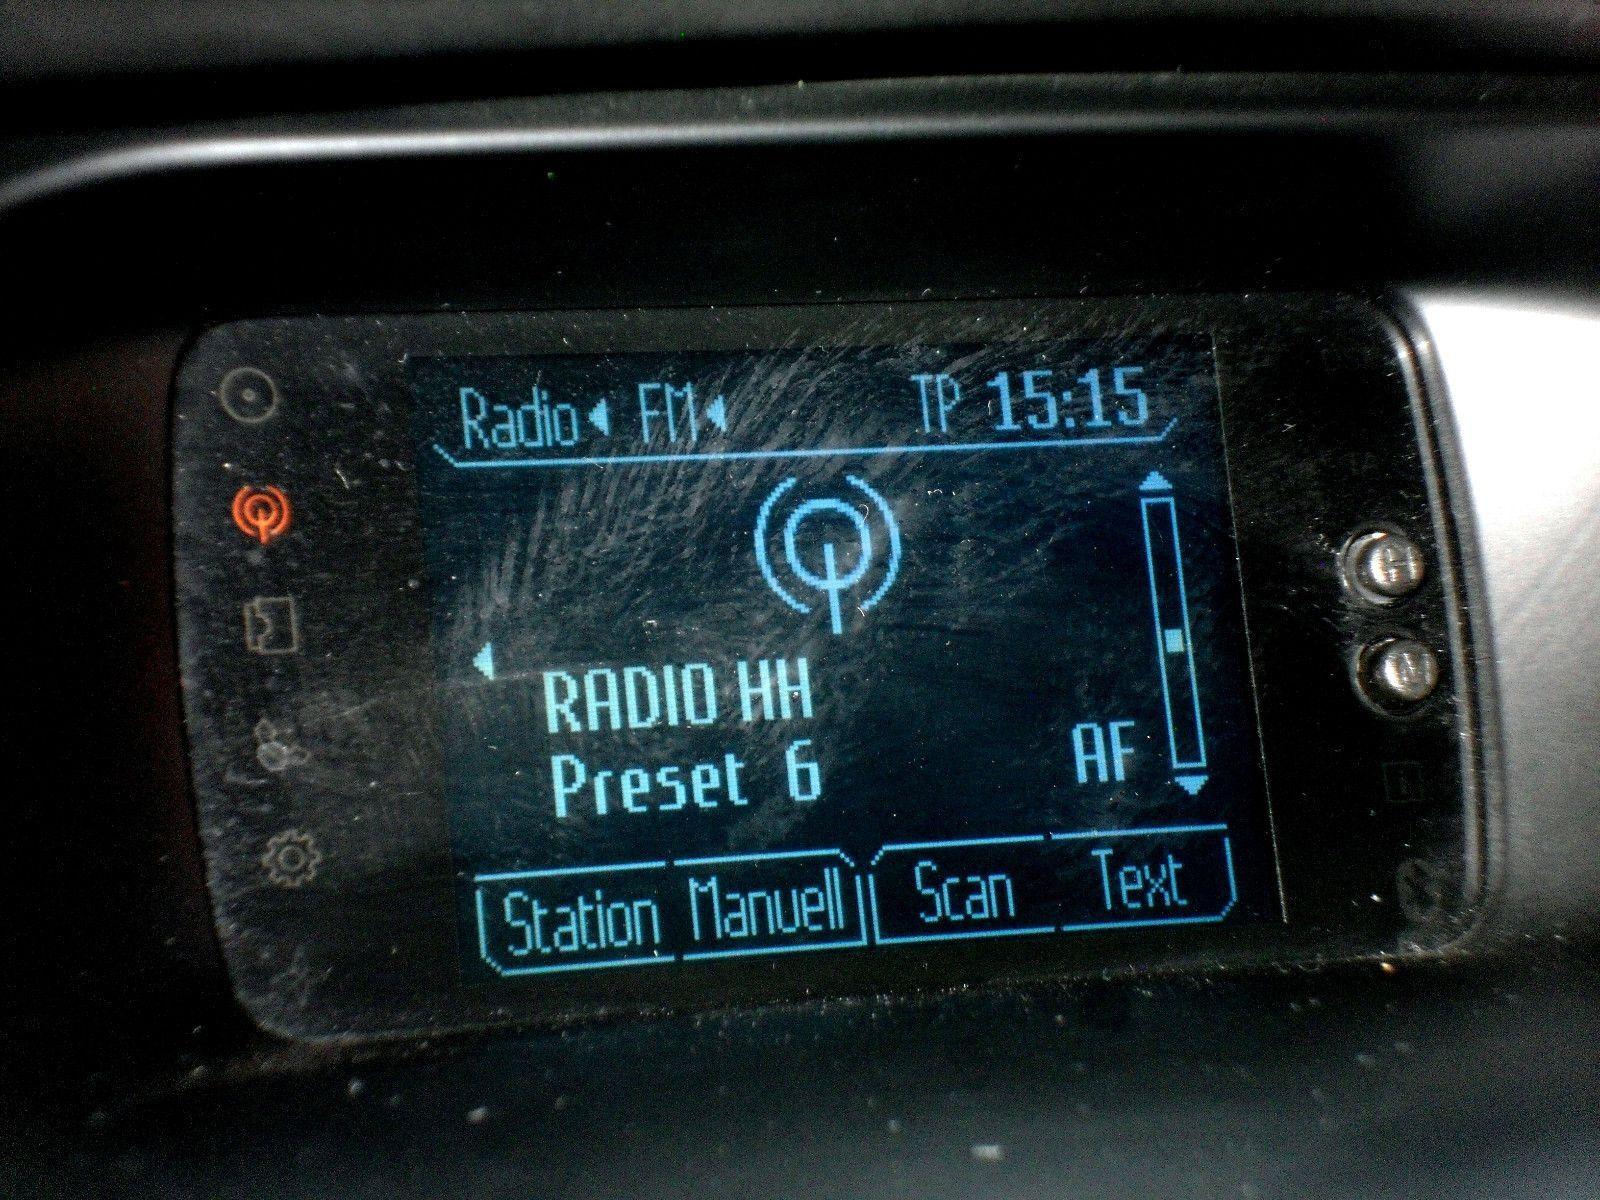 Radio FM TP 15:15
RADIO HH
Preset 6
AF
Station Manuell Scan Text
H
M